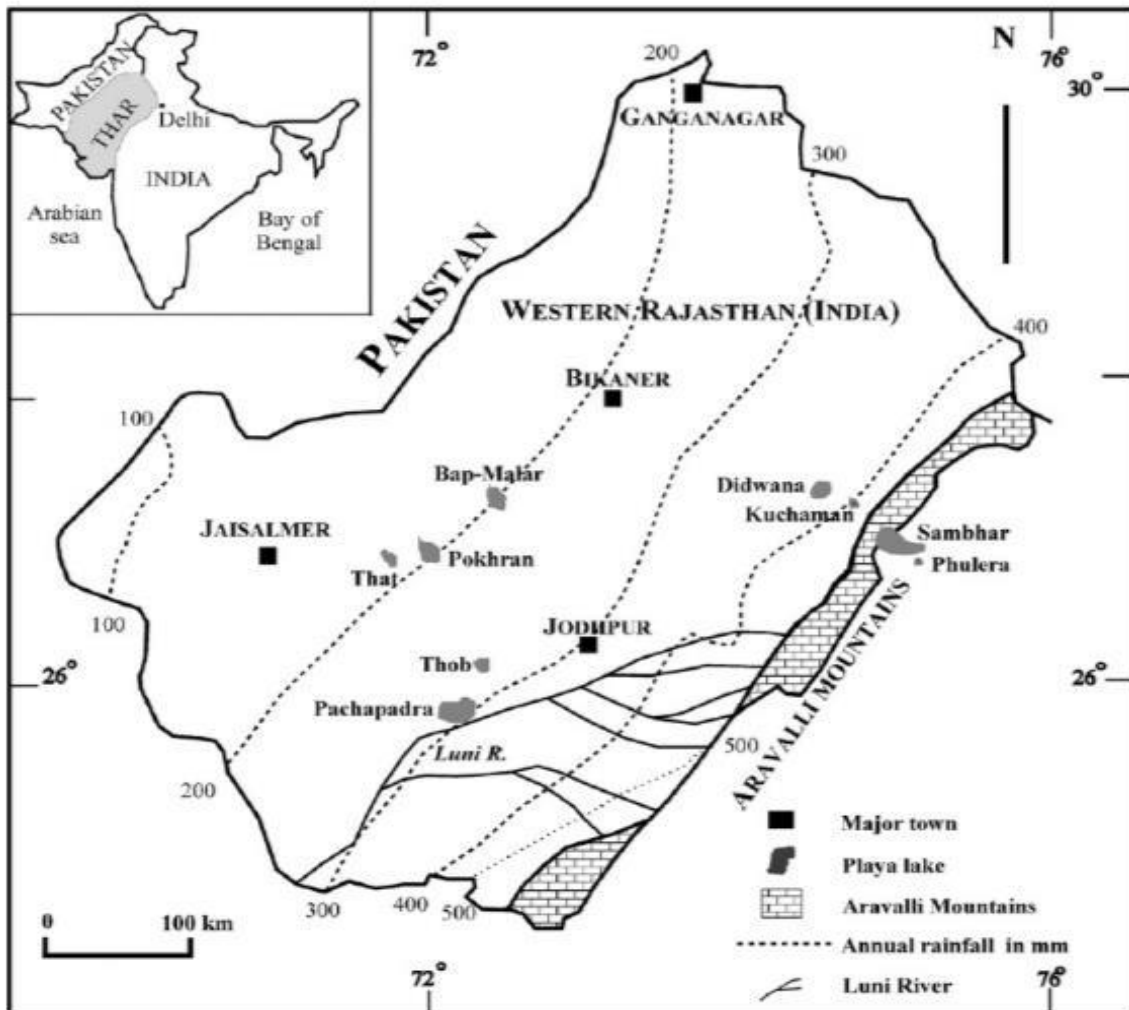 72°
76°
N
200
30°
PAKISTAN
THAR
Delhi
GANGANAGAR
INDIA
300
Arabian
sea
Bay of
Bengal
PAKISTAN
WESTERN RAJASTHAN (INDIA)
400
BIKANER
100
Bap-Malar
Didwana
Kuchaman
JAISALMER
Pokhran
Sambhar
That
Phulera
100
JODHPUR
Thob
26°
26°
Pachapadra
ARAVALLI MOUNTAINS
Luni R.
500
200
Major town
Playa lake
300
400
500
Aravalli Mountains
0
100 km
Annual rainfall in mm
72°
76°
Luni River